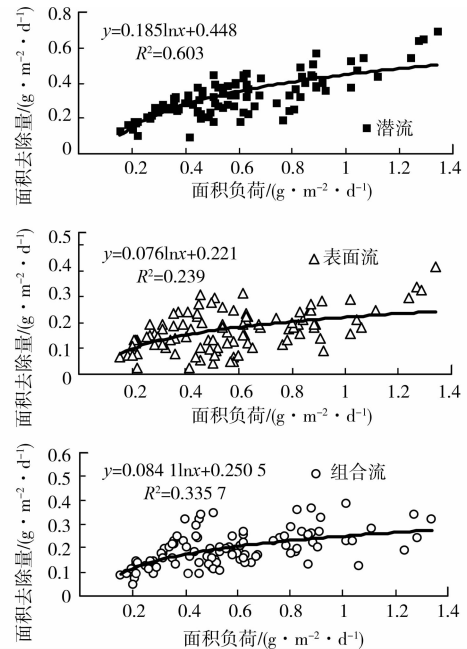 y=0.185lnx+0.448
R²=0.603
潜流
0.8
0.6
0.4
0.2
0
0.2 0.4 0.6 0.8 1 1.2 1.4
面积去除量/(g·m⁻²·d⁻¹)
面积负荷/(g·m⁻²·d⁻¹)
y=0.076lnx+0.221
R²=0.239
表面流
0.5
0.4
0.3
0.2
0.1
0
0.2 0.4 0.6 0.8 1 1.2 1.4
面积去除量/(g·m⁻²·d⁻¹)
面积负荷/(g·m⁻²·d⁻¹)
y=0.084 1lnx+0.250 5
R²=0.335 7
组合流
0.6
0.5
0.4
0.3
0.2
0.1
0
0.2 0.4 0.6 0.8 1 1.2 1.4
面积去除量/(g·m⁻²·d⁻¹)
面积负荷/(g·m⁻²·d⁻¹)